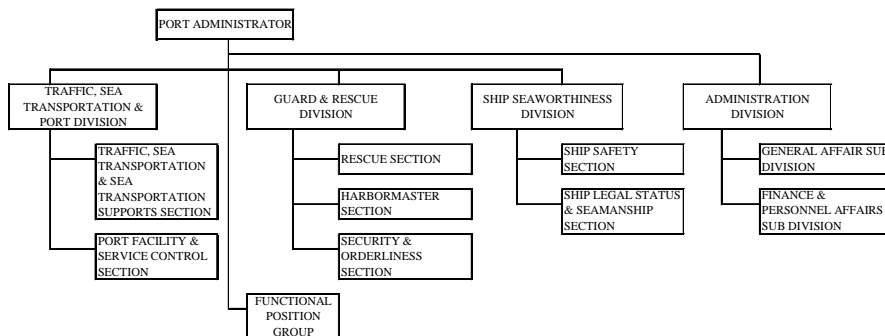 PORT ADMINISTRATOR
TRAFFIC, SEA
TRANSPORTATION &
PORT DIVISION
GUARD & RESCUE
DIVISION
SHIP SEAWORTHINESS
DIVISION
ADMINISTRATION
DIVISION
TRAFFIC, SEA
TRANSPORTATION
& SEA
TRANSPORTATION
SUPPORTS SECTION
PORT FACILITY &
SERVICE CONTROL
SECTION
RESCUE SECTION
HARBORMASTER
SECTION
SECURITY &
ORDERLINESS
SECTION
SHIP SAFETY
SECTION
SHIP LEGAL STATUS
& SEAMANSHIP
SECTION
GENERAL AFFAIR SUB
DIVISION
FINANCE &
PERSONNEL AFFAIRS
SUB DIVISION
FUNCTIONAL
POSITION
GROUP